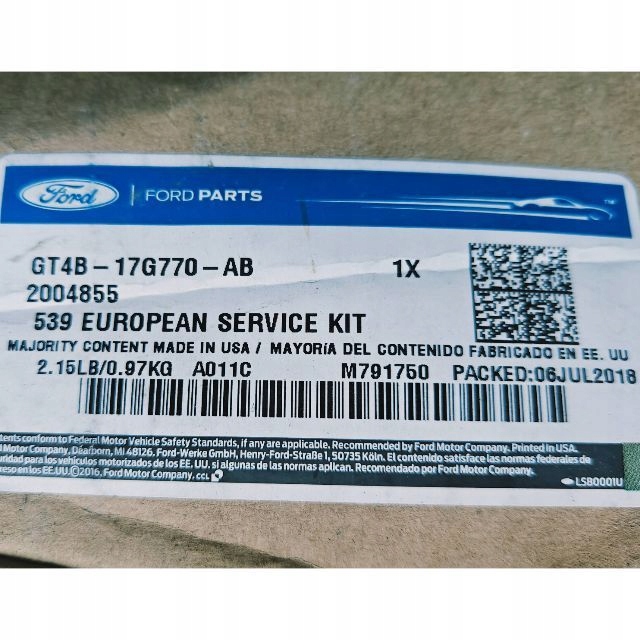 Ford FORD PARTS
GT4B-17G770-AB 1X
2004855
539 EUROPEAN SERVICE KIT
MAJORITY CONTENT MADE IN USA / MAYORíA DEL CONTENIDO FABRICADO EN EE. UU
2.15LB/0.97KG A011C M791750 PACKED:06JUL2018
conform to Federal Motor Vehicle Safety Standards, if any are applicable. Recommended by Ford Motor Company. Printed in USA.
Ford Motor Company, Dearborn, MI 48126. Ford-Werke GmbH, Henry-Ford-Straße 1, 50735 Köln. El contenido satisface las normas federales de
para los vehículos motorizados de los EE. UU. si algunas de las normas aplican. Recomendado por Ford Motor Company.
en los EE. UU. ©2016, Ford Motor Company. CCL
LSB0001U